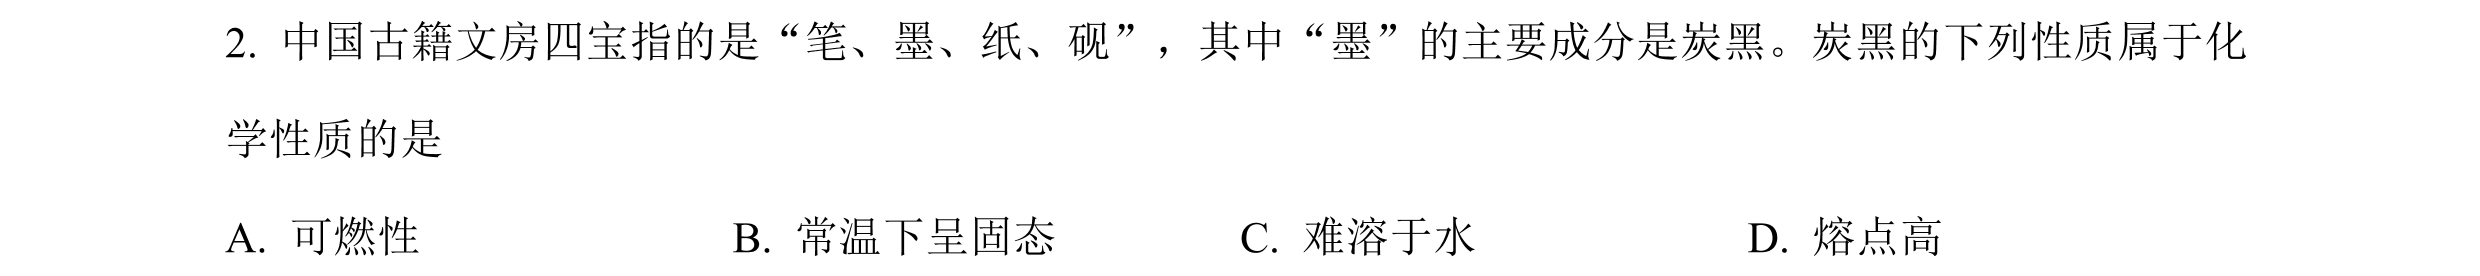 2. 中国古籍文房四宝指的是“笔、墨、纸、砚”，其中“墨”的主要成分是炭黑。炭黑的下列性质属于化
学性质的是
A. 可燃性 B. 常温下呈固态 C. 难溶于水 D. 熔点高